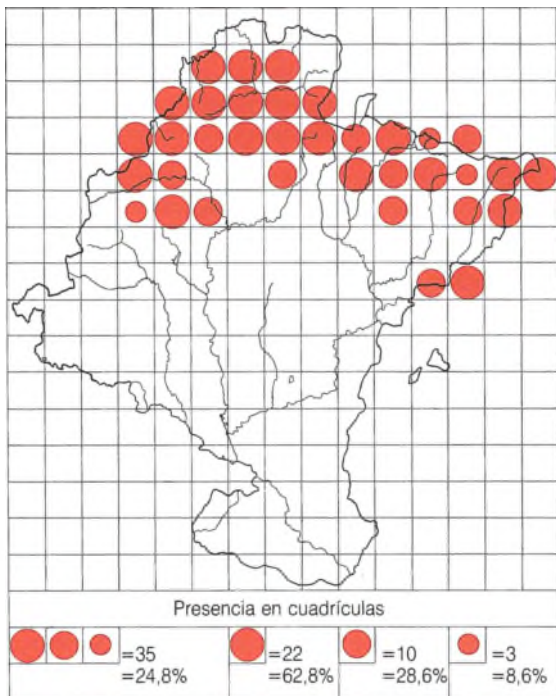 Presencia en cuadrículas
=35 =22 =10 =3
=24,8% =62,8% =28,6% =8,6%